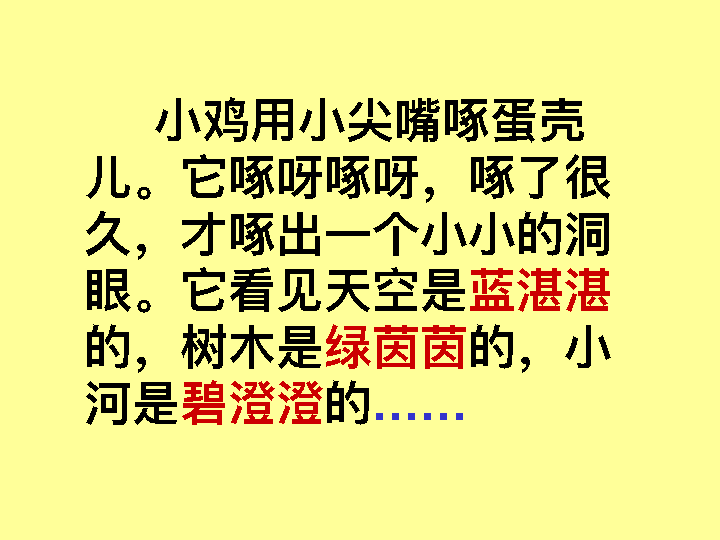 小鸡用小尖嘴啄蛋壳
儿。它啄呀啄呀，啄了很
久，才啄出一个小小的洞
眼。它看见天空是蓝湛湛
的，树木是绿茵茵的，小
河是碧澄澄的……